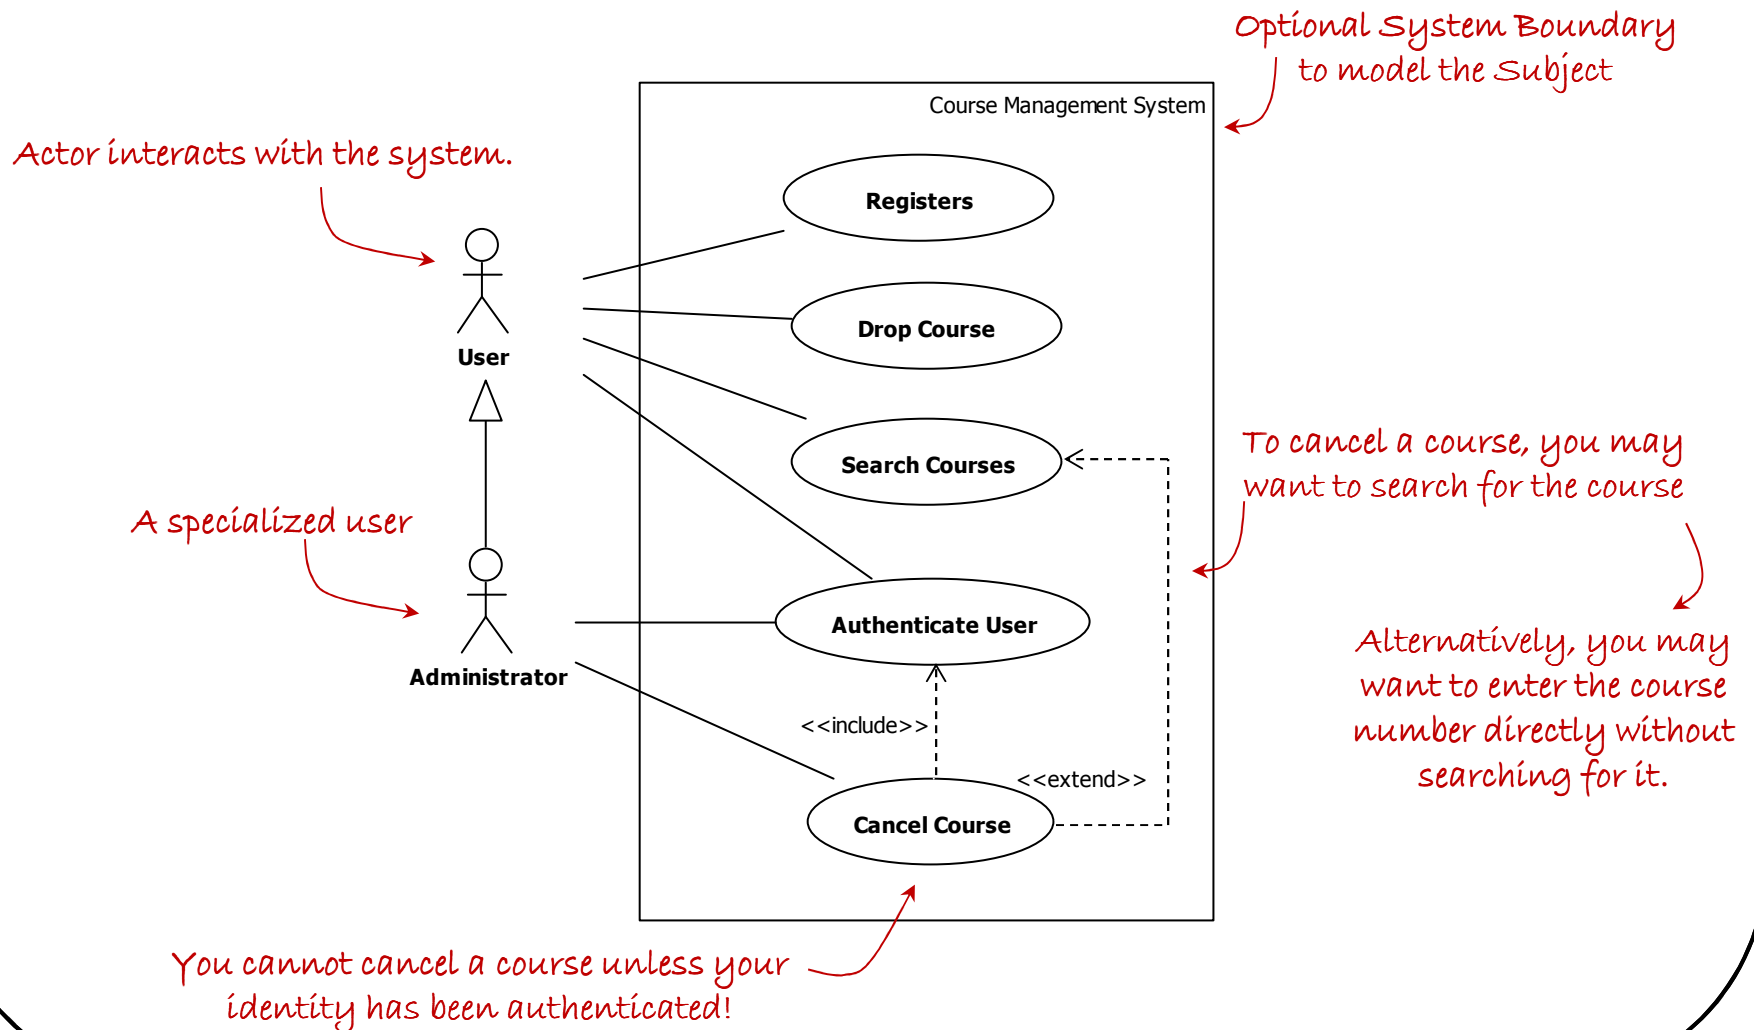 Optional System Boundary
to model the Subject
Course Management System
Actor interacts with the system.
Registers
Drop Course
User
Search Courses
To cancel a course, you may
want to search for the course
A specialized user
Authenticate User
Administrator
Alternatively, you may
want to enter the course
number directly without
searching for it.
<<include>>
<<extend>>
Cancel Course
You cannot cancel a course unless your
identity has been authenticated!